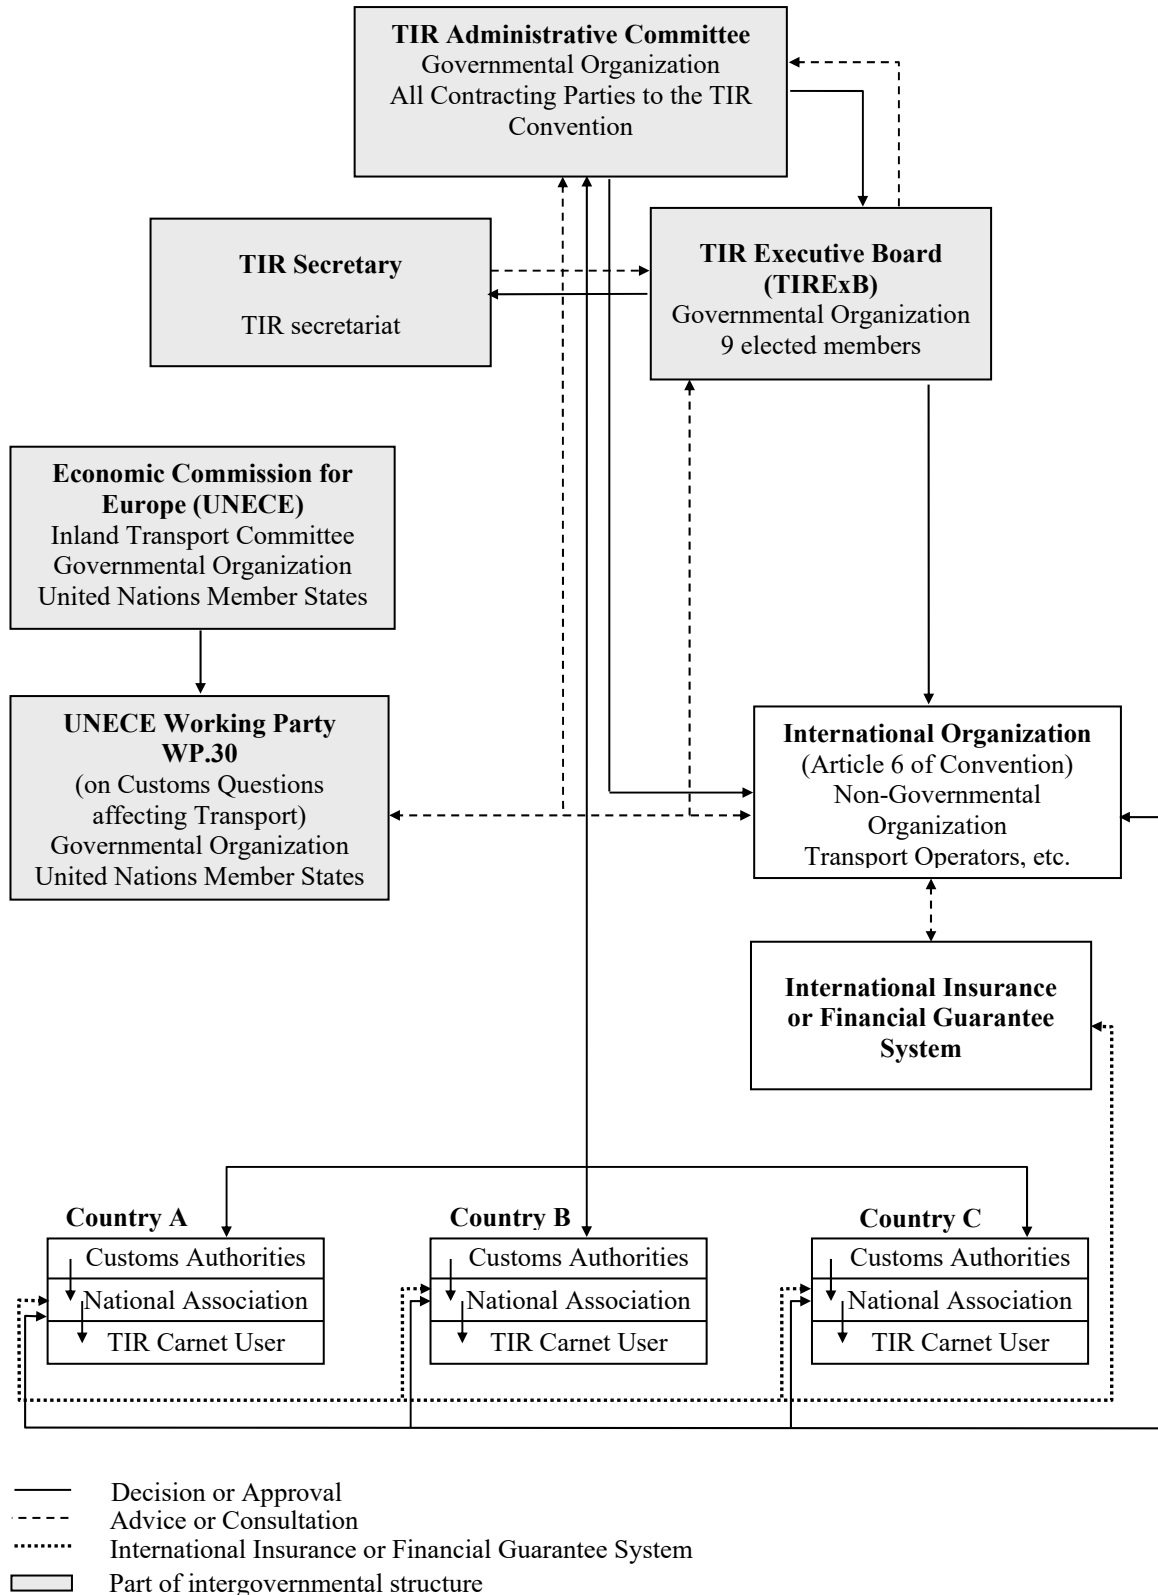 TIR Administrative Committee
Governmental Organization
All Contracting Parties to the TIR
Convention
TIR Secretary
TIR secretariat
TIR Executive Board
(TIRExB)
Governmental Organization
9 elected members
Economic Commission for
Europe (UNECE)
Inland Transport Committee
Governmental Organization
United Nations Member States
UNECE Working Party
WP.30
(on Customs Questions
affecting Transport)
Governmental Organization
United Nations Member States
International Organization
(Article 6 of Convention)
Non-Governmental
Organization
Transport Operators, etc.
International Insurance
or Financial Guarantee
System
Country A
Customs Authorities
National Association
TIR Carnet User
Country B
Customs Authorities
National Association
TIR Carnet User
Country C
Customs Authorities
National Association
TIR Carnet User
Decision or Approval
Advice or Consultation
International Insurance or Financial Guarantee System
Part of intergovernmental structure